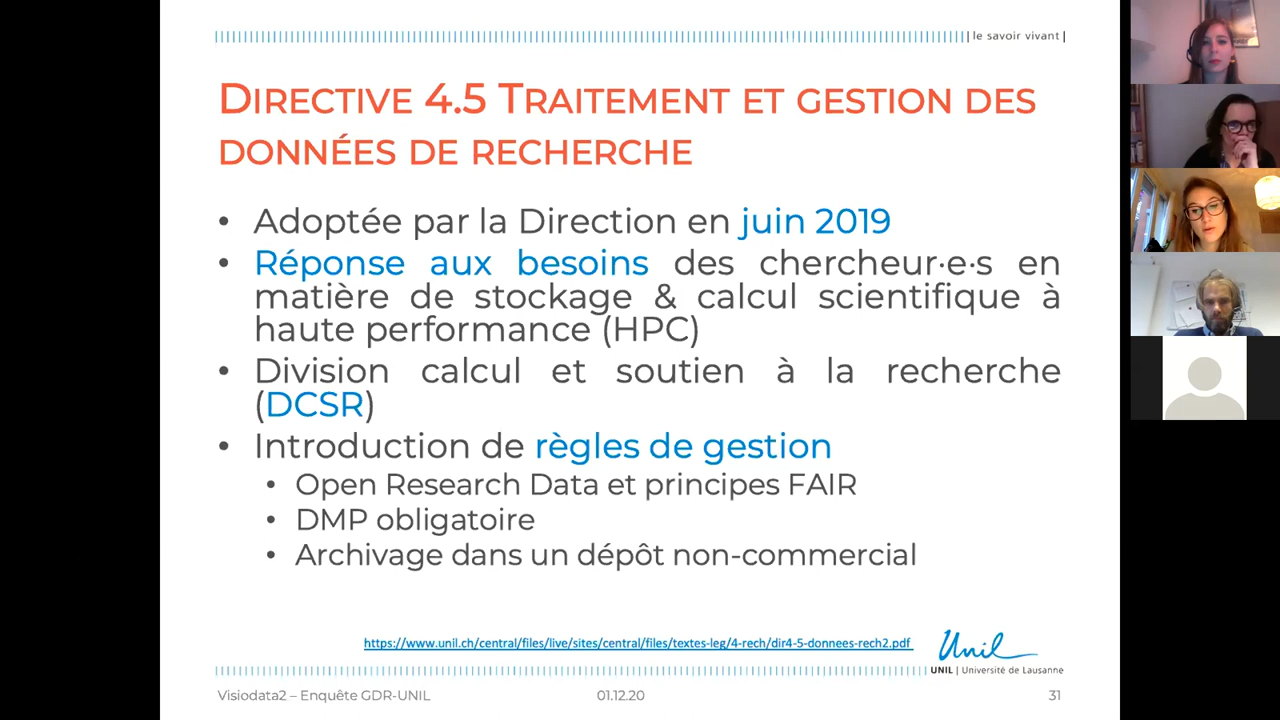 le savoir vivant
DIRECTIVE 4.5 TRAITEMENT ET GESTION DES
DONNÉES DE RECHERCHE
• Adoptée par la Direction en juin 2019
• Réponse aux besoins des chercheur·e·s en
matière de stockage & calcul scientifique à
haute performance (HPC)
• Division calcul et soutien à la recherche
(DCSR)
• Introduction de règles de gestion
• Open Research Data et principes FAIR
• DMP obligatoire
• Archivage dans un dépôt non-commercial
https://www.unil.ch/central/files/live/sites/central/files/textes-leg/4-rech/dir4-5-donnees-rech2.pdf
Unil
UNIL | Université de Lausanne
Visiodata2 – Enquête GDR-UNIL 01.12.20 31